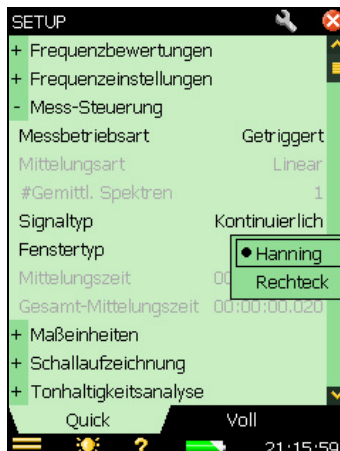 SETUP
+ Frequenzbewertungen
+ Frequenzeinstellungen
- Mess-Steuerung
Messbetriebsart Getriggert
Mittelungsart Linear
#Gemittl. Spektren 1
Signaltyp Kontinuierlich
Fenstertyp Hanning
Rechteck
Mittelungszeit 00
Gesamt-Mittelungszeit 00:00:00.020
+ Maßeinheiten
+ Schallaufzeichnung
+ Tonhaltigkeitsanalyse
Quick Voll
? 21:15:59